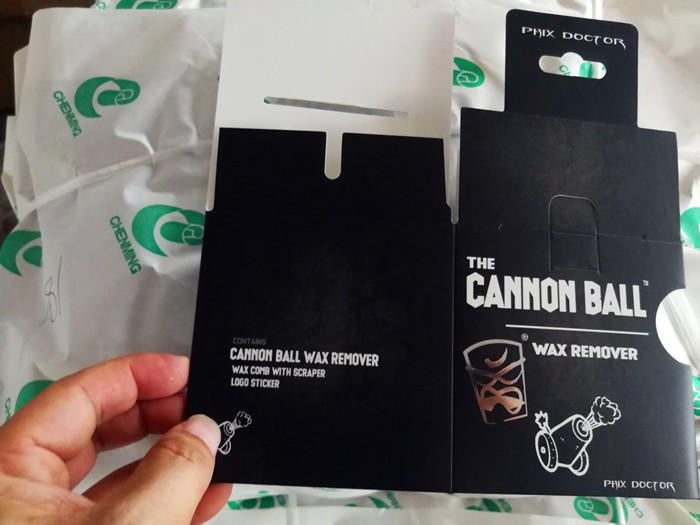 PHIX DOCTOR
CHENMING
CHENMING
CONTAINS
CANNON BALL WAX REMOVER
WAX COMB WITH SCRAPER
LOGO STICKER
THE
CANNON BALL™
WAX REMOVER
®
PHIX DOCTOR